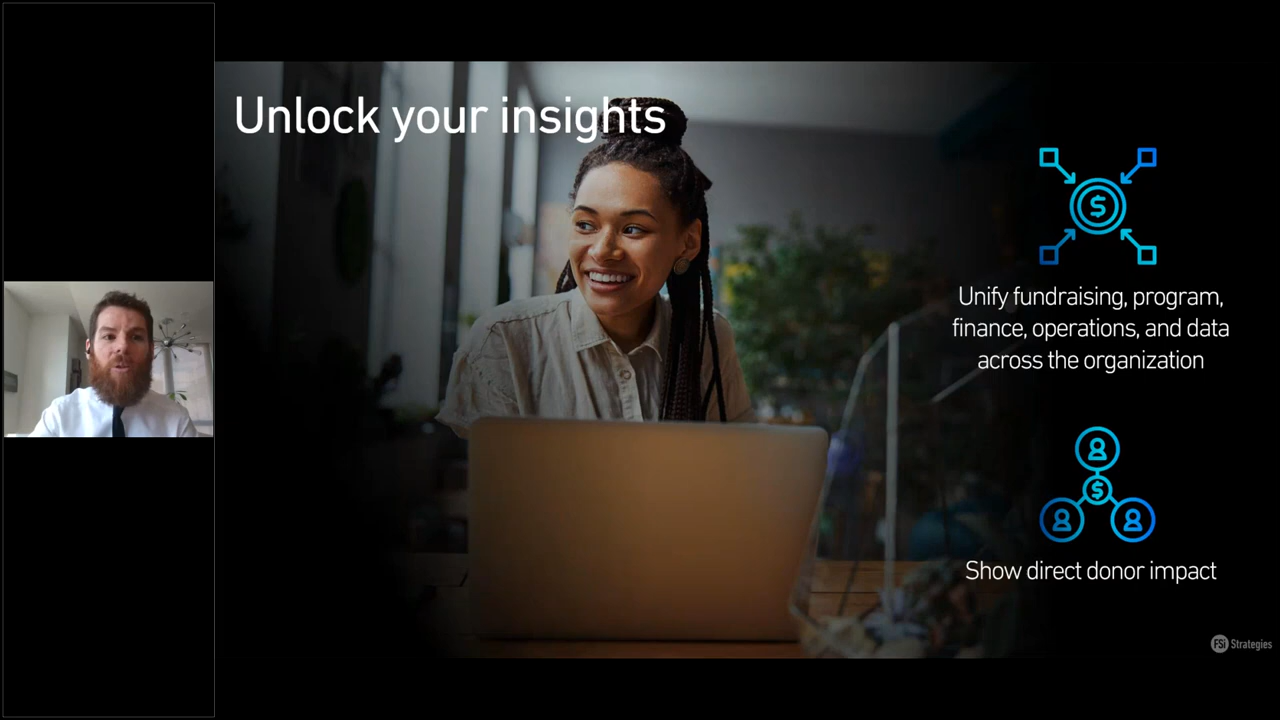 Unlock your insights
$
Unify fundraising, program,
finance, operations, and data
across the organization
$
Show direct donor impact
FSi Strategies